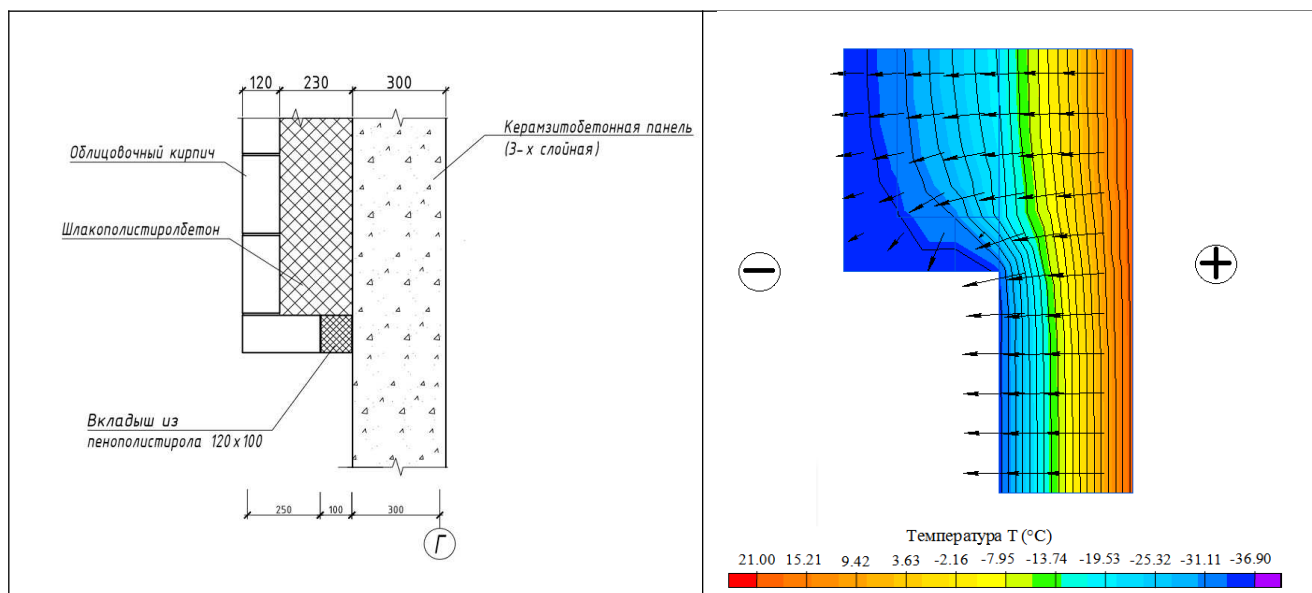 120 230 300
Керамзитобетонная панель
(3-х слойная)
Облицовочный кирпич
Шлакополистиролбетон
Вкладыш из
пенополистирола 120х100
250 100 300
Г
−
+
Температура T (°C)
21.00 15.21 9.42 3.63 -2.16 -7.95 -13.74 -19.53 -25.32 -31.11 -36.90